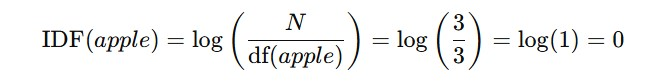 IDF(apple) = log ( N / df(apple) ) = log ( 3 / 3 ) = log(1) = 0